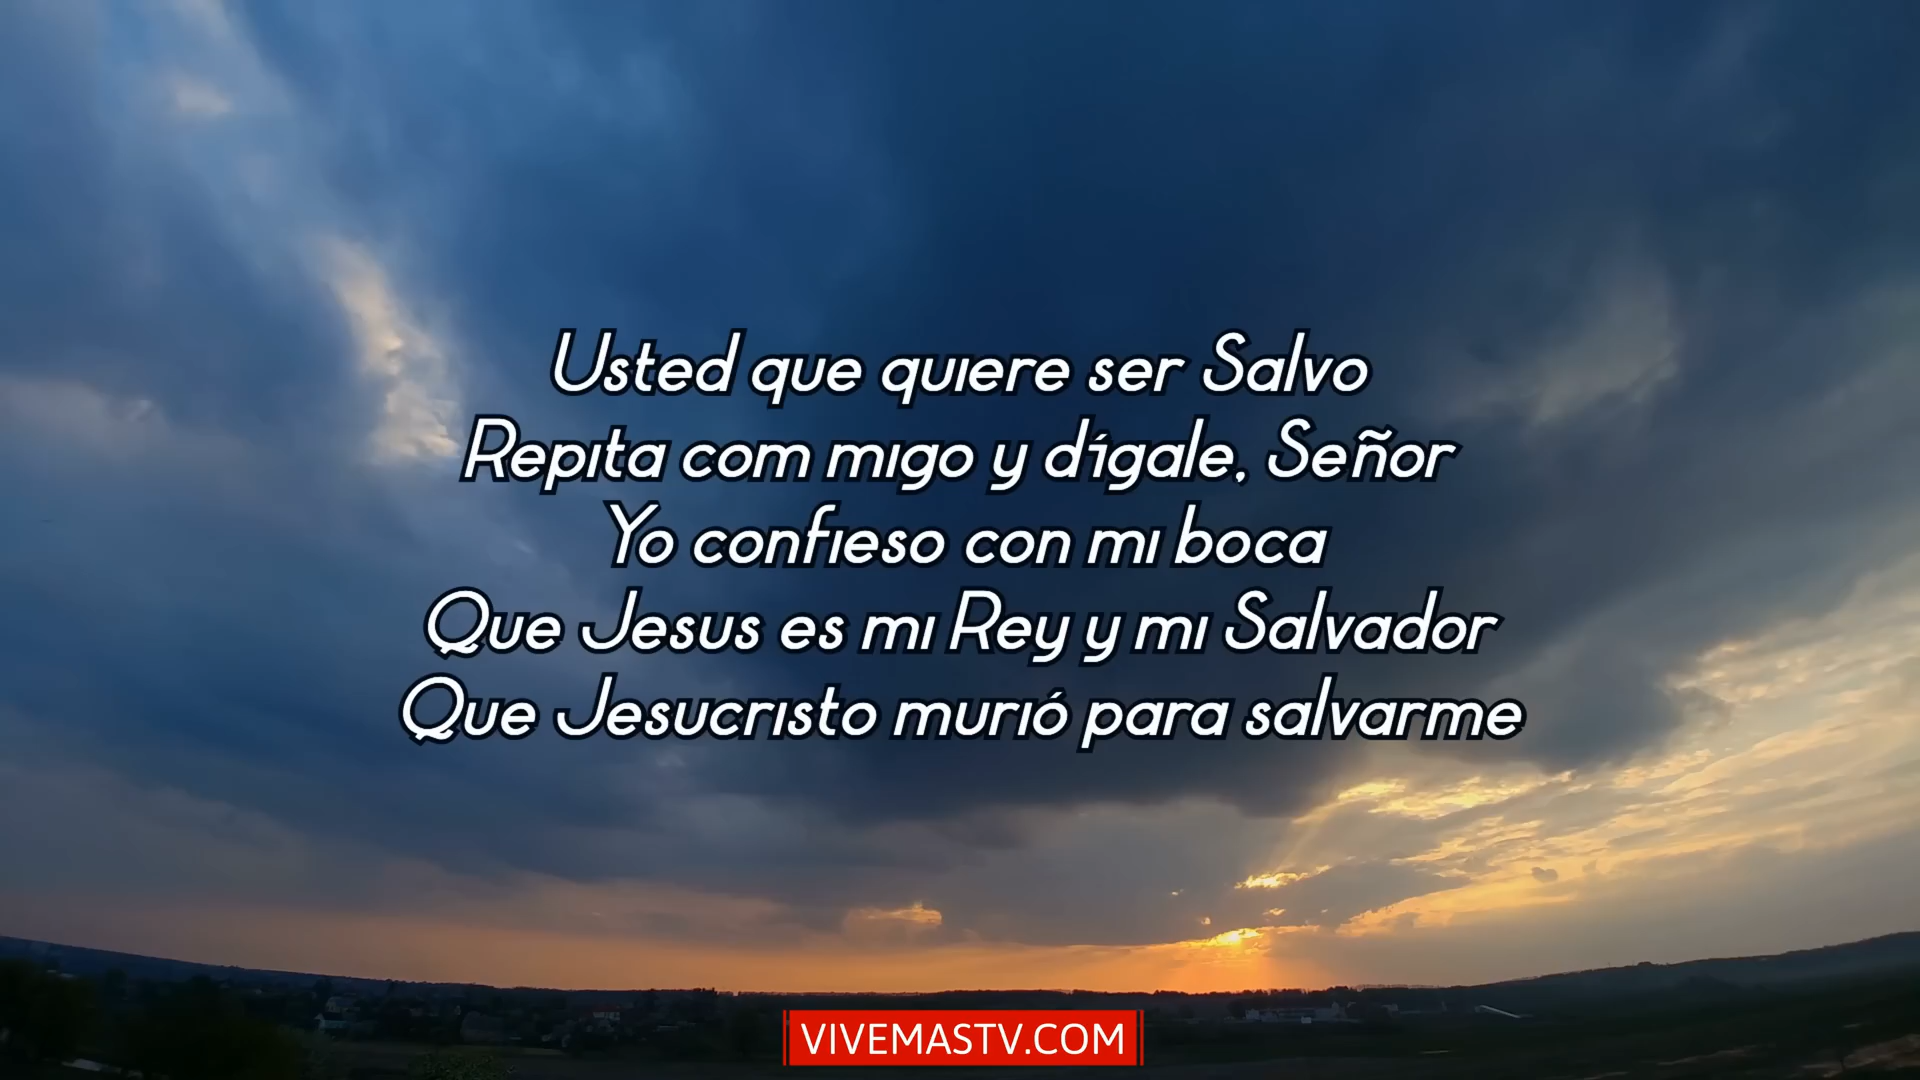 Usted que quiere ser Salvo
Repita com migo y dígale, Señor
Yo confieso con mi boca
Que Jesus es mi Rey y mi Salvador
Que Jesucristo murió para salvarme
VIVEMASTV.COM